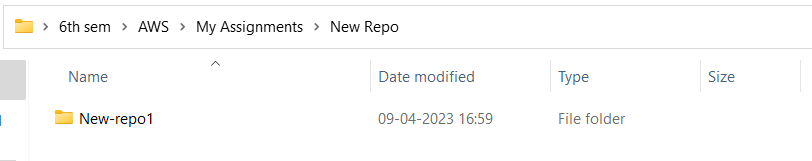 6th sem > AWS > My Assignments > New Repo
Name Date modified Type Size
New-repo1 09-04-2023 16:59 File folder